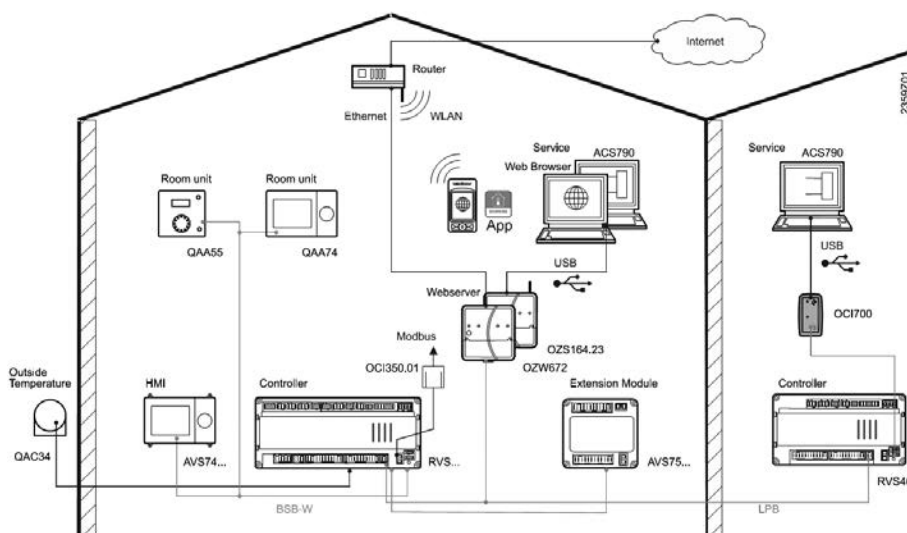 Internet
Router
Ethernet
WLAN
2359Z01
Service
Web Browser
ACS790
Service
ACS790
Room unit
Room unit
App
QAA55
QAA74
USB
USB
Webserver
OCI700
Modbus
OZS164.23
OCI350.01
OZW672
Outside
Temperature
HMI
Controller
Extension Module
Controller
QAC34
AVS74...
RVS...
AVS75...
BSB-W
LPB